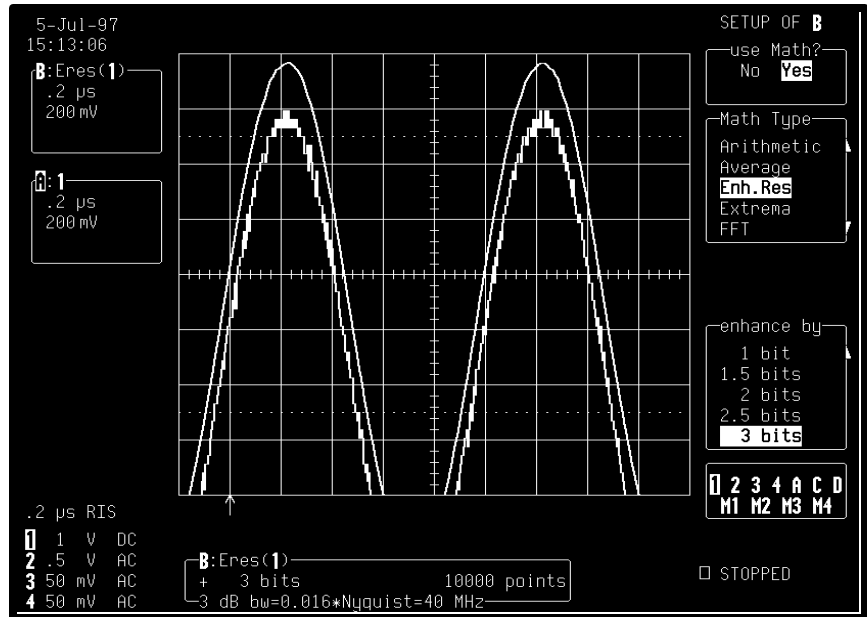 5-Jul-97
15:13:06
B:Eres(1)
.2 µs
200 mV
A:1
.2 µs
200 mV
SETUP OF B
use Math?
No Yes
Math Type
Arithmetic
Average
Enh.Res
Extrema
FFT
enhance by
1 bit
1.5 bits
2 bits
2.5 bits
3 bits
1 2 3 4 A C D
M1 M2 M3 M4
.2 µs RIS
1 1 V DC
2 .5 V AC
3 50 mV AC
4 50 mV AC
B:Eres(1)
+ 3 bits 10000 points
3 dB bw=0.016*Nyquist=40 MHz
□ STOPPED